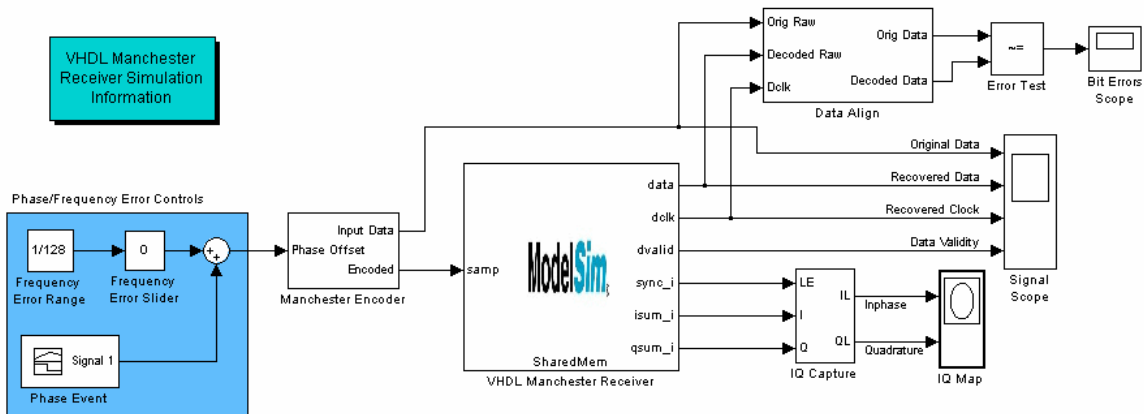 VHDL Manchester
Receiver Simulation
Information
Phase/Frequency Error Controls
1/128
Frequency
Error Range
0
Frequency
Error Slider
++
Signal 1
Phase Event
Input Data
Phase Offset
Encoded
Manchester Encoder
samp
ModelSim
SharedMem
data
dclk
dvalid
sync_i
isum_i
qsum_i
VHDL Manchester Receiver
Orig Raw
Decoded Raw
Dclk
Orig Data
Decoded Data
Data Align
~=
Error Test
Bit Errors
Scope
Original Data
Recovered Data
Recovered Clock
Data Validity
Signal
Scope
LE
I
Q
IL
QL
IQ Capture
Inphase
Quadrature
IQ Map